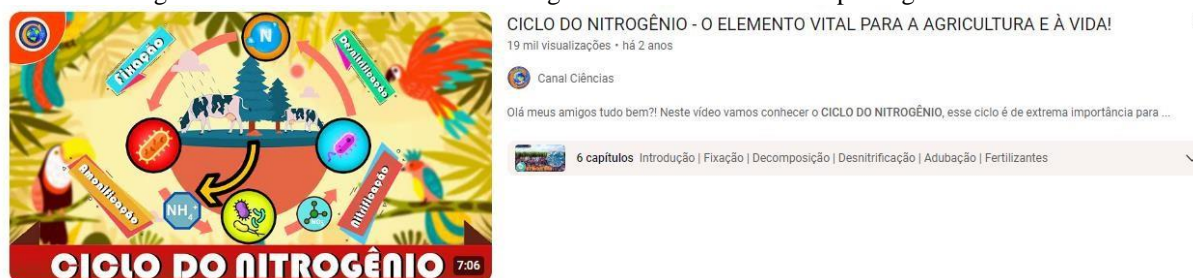 CICLO DO NITROGÊNIO - O ELEMENTO VITAL PARA A AGRICULTURA E À VIDA!
19 mil visualizações • há 2 anos
Canal Ciências
Olá meus amigos tudo bem?! Neste vídeo vamos conhecer o CICLO DO NITROGÊNIO, esse ciclo é de extrema importância para ...
6 capítulos Introdução | Fixação | Decomposição | Desnitrificação | Adubação | Fertilizantes
N
Fixação
Desnitrificação
Amonificação
NH4+
Nitrificação
CICLO DO NITROGÊNIO
7:06